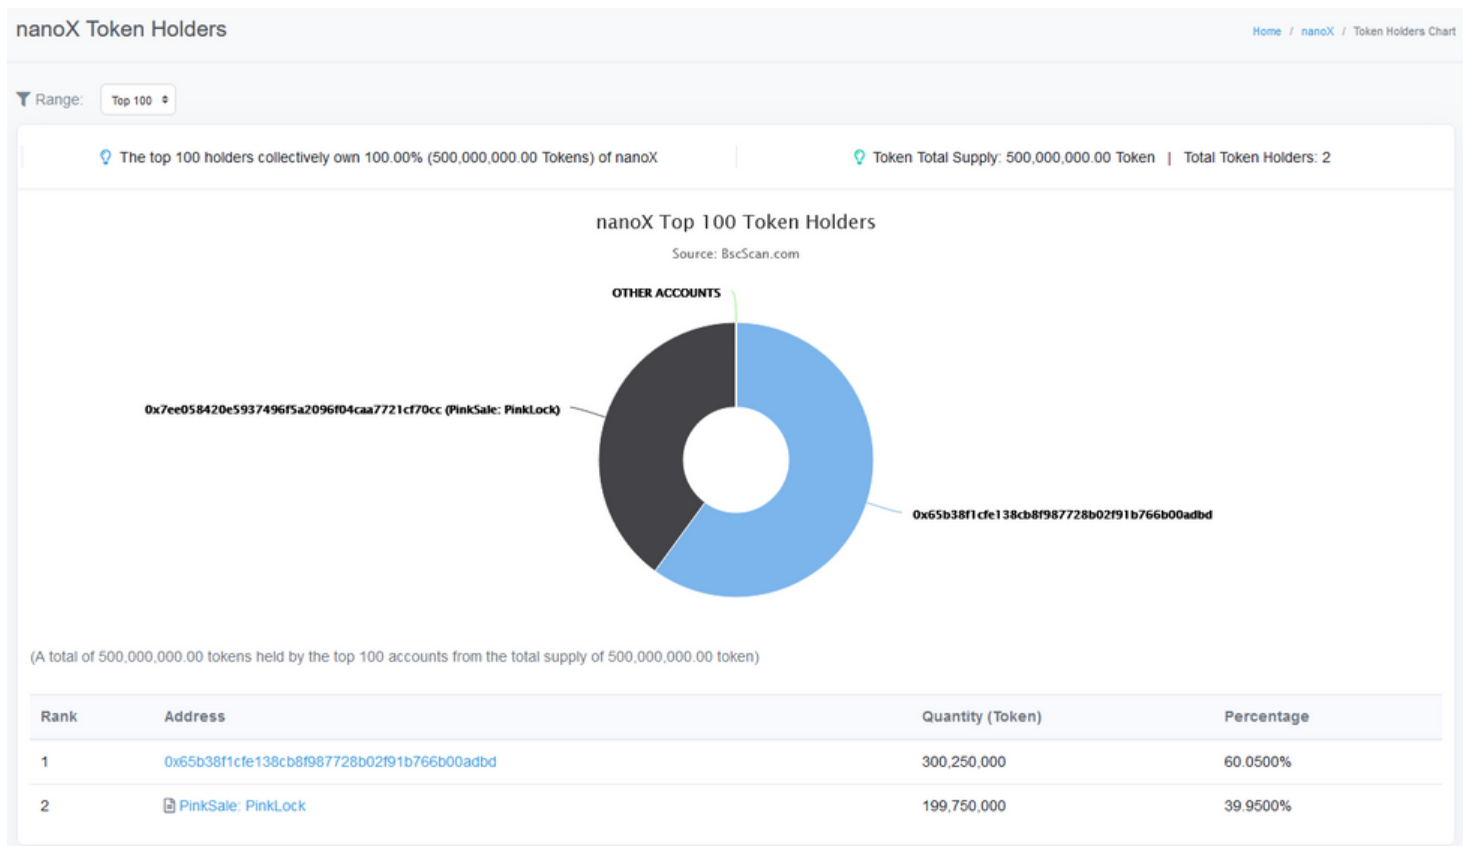 nanoX Token Holders
Home / nanoX / Token Holders Chart
Range: Top 100
The top 100 holders collectively own 100.00% (500,000,000.00 Tokens) of nanoX
Token Total Supply: 500,000,000.00 Token | Total Token Holders: 2
nanoX Top 100 Token Holders
Source: BscScan.com
OTHER ACCOUNTS
0x7ee058420e5937496f5a2096f04caa7721cf70cc (PinkSale: PinkLock)
0x65b38f1cfe138cb8f987728b02f91b766b00adbd
(A total of 500,000,000.00 tokens held by the top 100 accounts from the total supply of 500,000,000.00 token)
Rank Address Quantity (Token) Percentage
1 0x65b38f1cfe138cb8f987728b02f91b766b00adbd 300,250,000 60.0500%
2 PinkSale: PinkLock 199,750,000 39.9500%